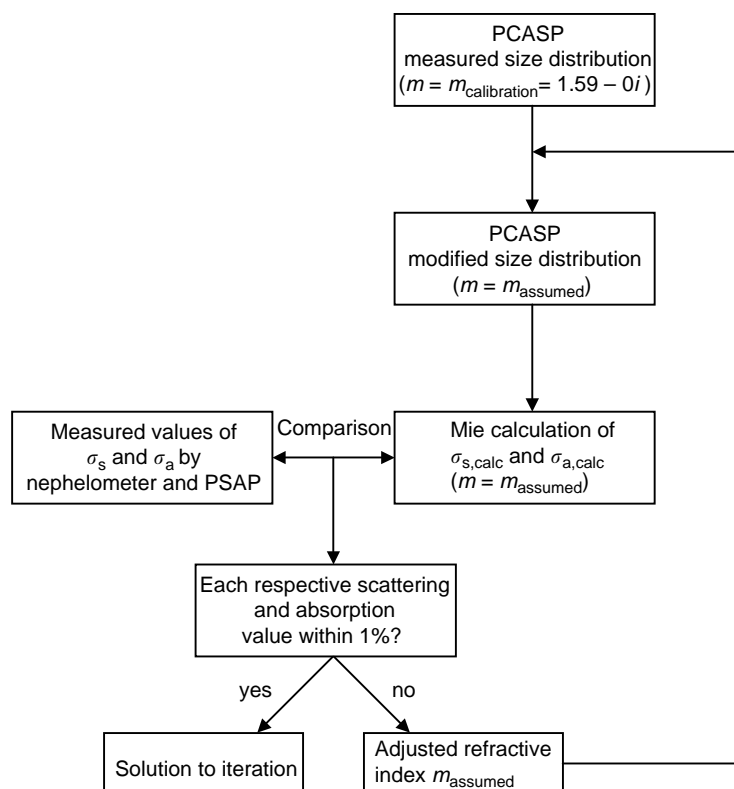 PCASP
measured size distribution
(m = mcalibration= 1.59 – 0i )
PCASP
modified size distribution
(m = massumed)
Measured values of
σs and σa by
nephelometer and PSAP
Comparison
Mie calculation of
σs,calc and σa,calc
(m = massumed)
Each respective scattering
and absorption
value within 1%?
yes
no
Solution to iteration
Adjusted refractive
index massumed